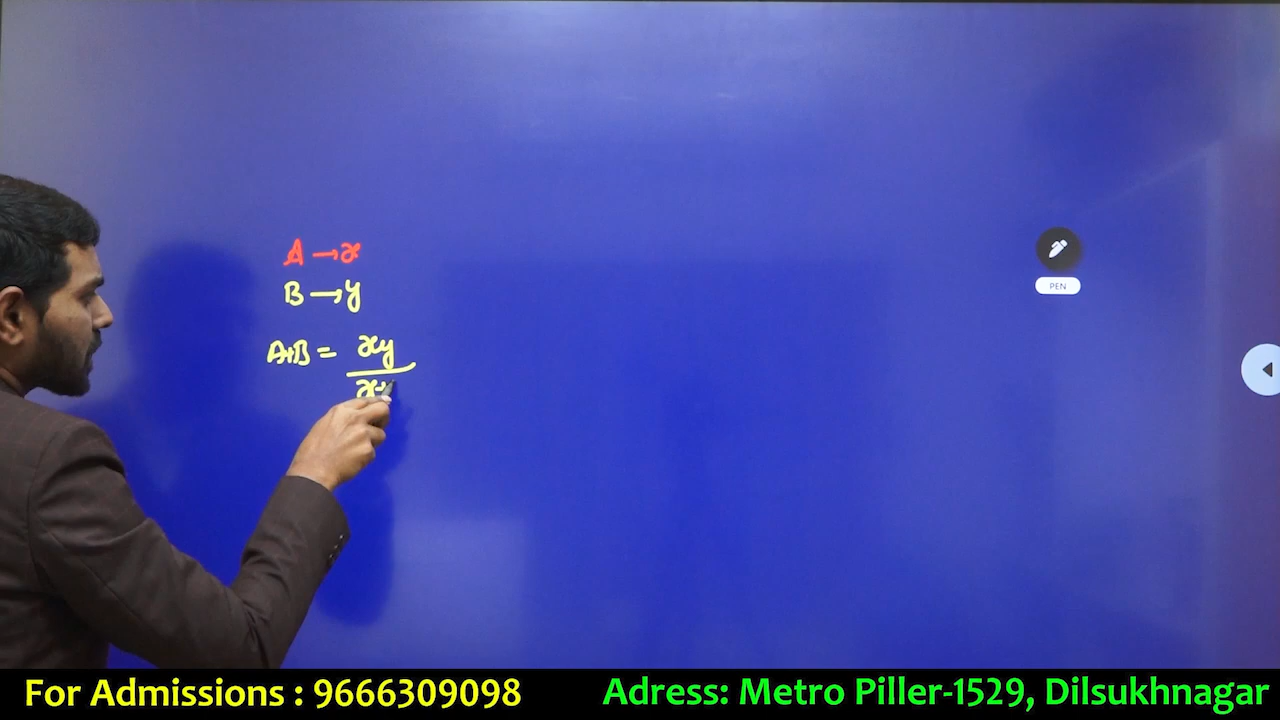 A → x
B → y
A+B = xy
x+
PEN
For Admissions : 9666309098
Adress: Metro Piller-1529, Dilsukhnagar